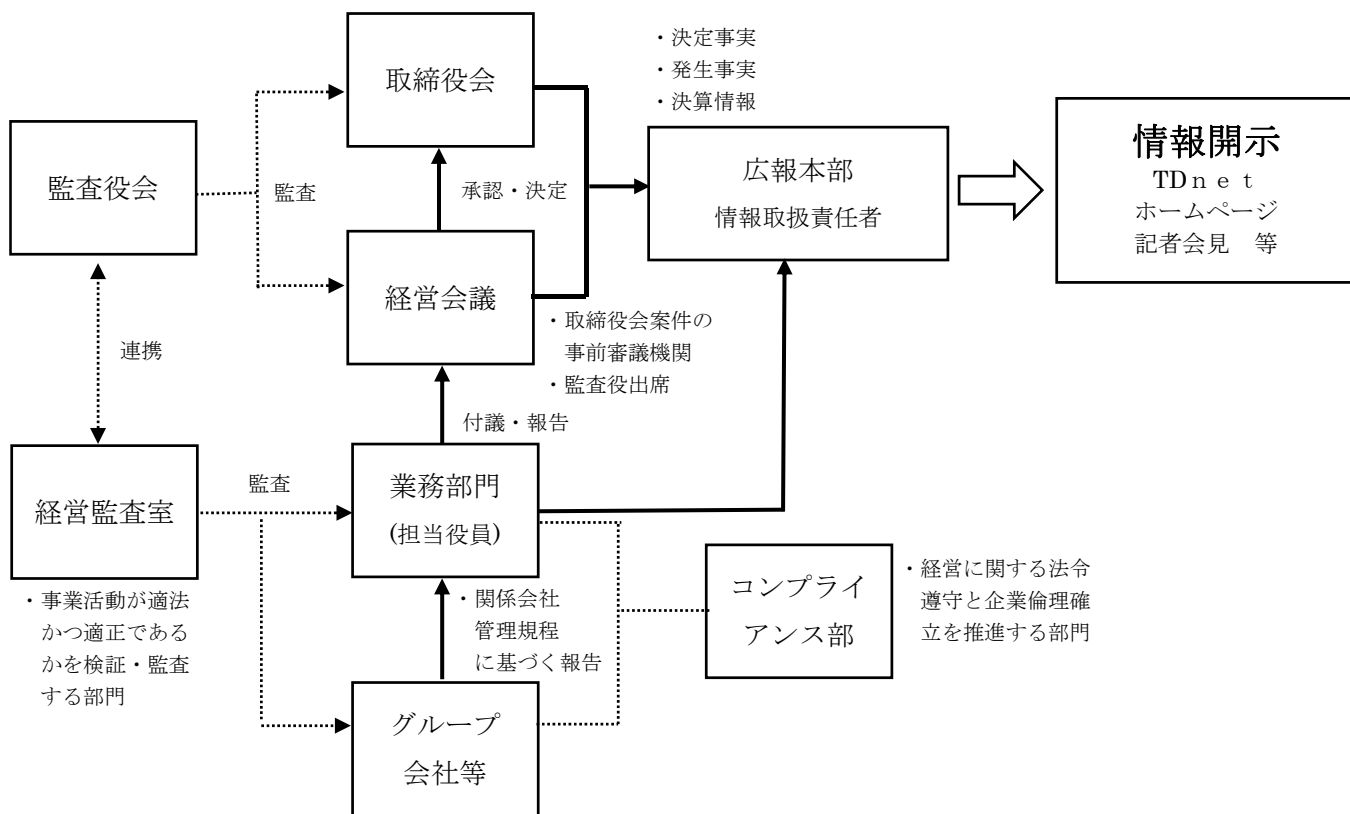 ・決定事実
・発生事実
・決算情報
取締役会
監査役会
監査
承認・決定
広報本部
情報取扱責任者
情報開示
TDｎｅｔ
ホームページ
記者会見　等
経営会議
・取締役会案件の
事前審議機関
・監査役出席
連携
付議・報告
経営監査室
・事業活動が適法
かつ適正である
かを検証・監査
する部門
監査
業務部門
(担当役員)
・関係会社
管理規程
に基づく報告
コンプライ
アンス部
・経営に関する法令
遵守と企業倫理確
立を推進する部門
グループ
会社等